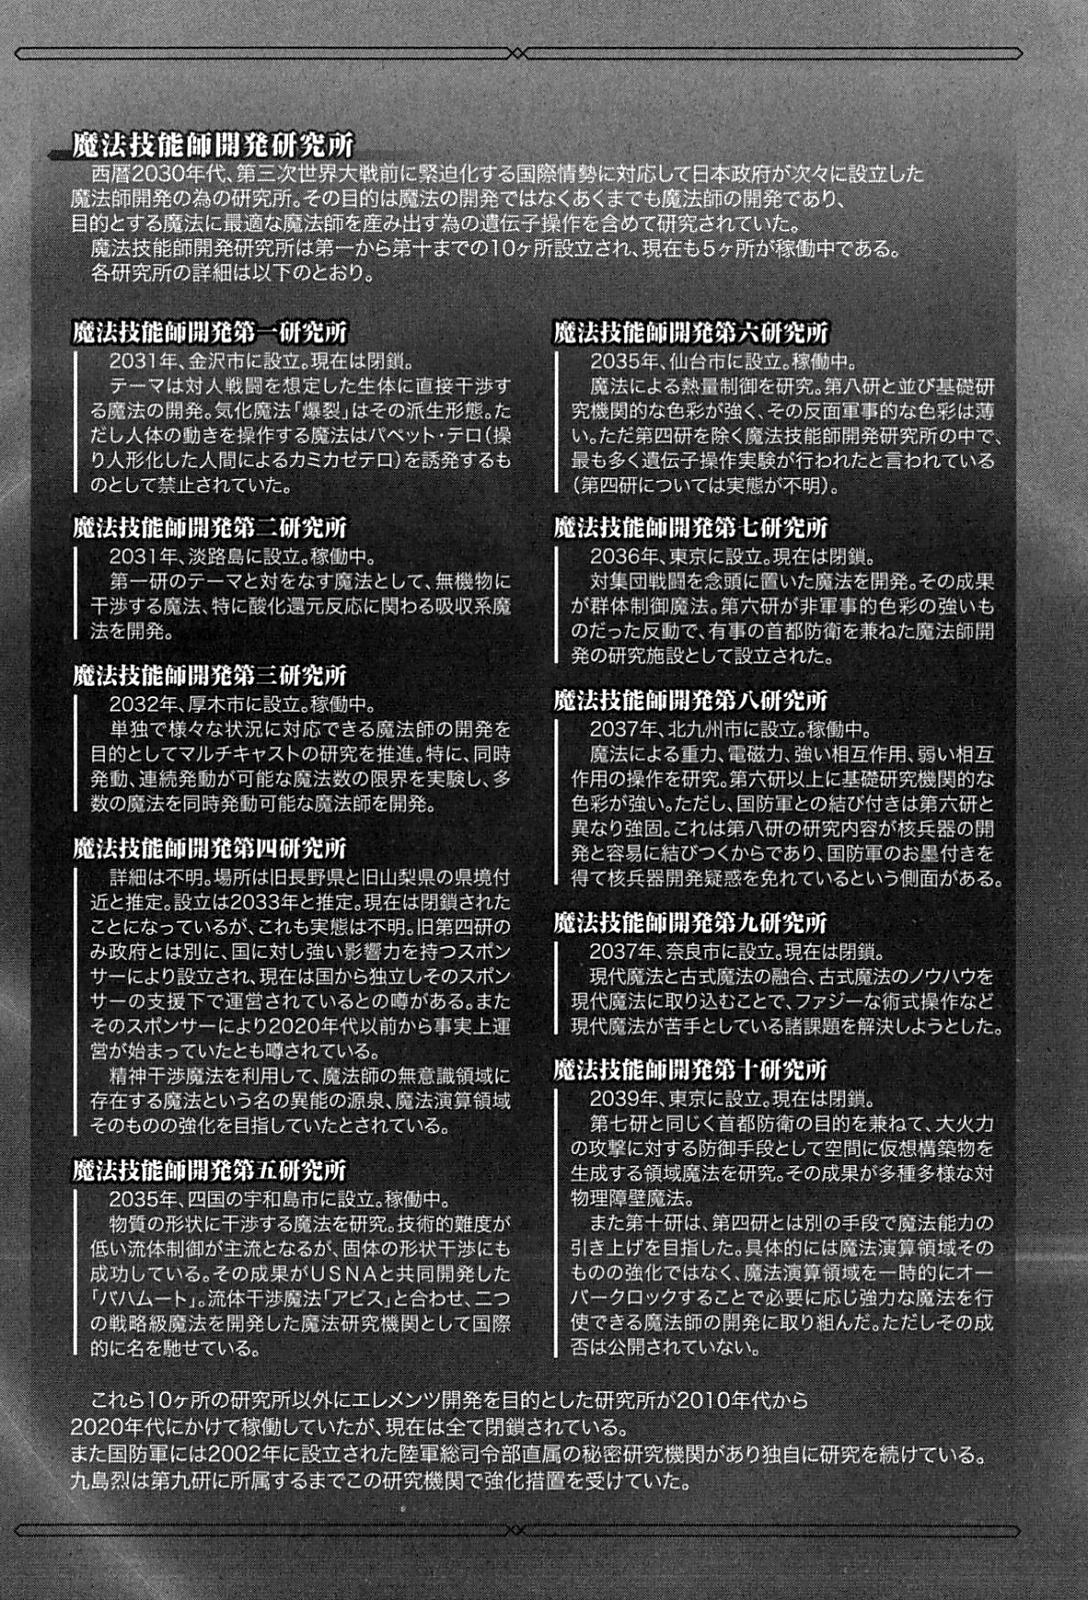 魔法技能師開発研究所
西暦2030年代、第三次世界大戦前に緊迫化する国際情勢に対応して日本政府が次々に設立した
魔法師開発の為の研究所。その目的は魔法の開発ではなくあくまでも魔法師の開発であり、
目的とする魔法に最適な魔法師を産み出す為の遺伝子操作を含めて研究されていた。
魔法技能師開発研究所は第一から第十までの10ヶ所設立され、現在も5ヶ所が稼働中である。
各研究所の詳細は以下のとおり。
魔法技能師開発第一研究所
2031年、金沢市に設立。現在は閉鎖。
テーマは対人戦闘を想定した生体に直接干渉す
る魔法の開発。気化魔法「爆裂」はその派生形態。た
だし人体の動きを操作する魔法はパペット・テロ(操
り人形化した人間によるカミカゼテロ)を誘発するも
のとして禁止されていた。
魔法技能師開発第二研究所
2031年、淡路島に設立。稼働中。
第一研のテーマと対をなす魔法として、無機物に
干渉する魔法、特に酸化還元反応に関わる吸収系魔
法を開発。
魔法技能師開発第三研究所
2032年、厚木市に設立。稼働中。
単独で様々な状況に対応できる魔法師の開発を
目的としてマルチキャストの研究を推進。特に、同時
発動、連続発動が可能な魔法数の限界を実験し、多
数の魔法を同時発動可能な魔法師を開発。
魔法技能師開発第四研究所
詳細は不明。場所は旧長野県と旧山梨県の県境付
近と推定。設立は2033年と推定。現在は閉鎖された
ことになっているが、これも実態は不明。旧第四研の
み政府とは別に、国に対し強い影響力を持つスポン
サーにより設立され、現在は国から独立しそのスポン
サーの支援下で運営されているとの噂がある。また
そのスポンサーにより2020年代以前から事実上運
営が始まっていたとも噂されている。
精神干渉魔法を利用して、魔法師の無意識領域に
存在する魔法という名の異能の源泉、魔法演算領域
そのものの強化を目指していたとされている。
魔法技能師開発第五研究所
2035年、四国の宇和島市に設立。稼働中。
物質の形状に干渉する魔法を研究。技術的難度が
低い流体制御が主流となるが、固体の形状干渉にも
成功している。その成果がUSNAと共同開発した
「バハムート」。流体干渉魔法「アビス」と合わせ、二つ
の戦略級魔法を開発した魔法研究機関として国際
的に名を馳せている。
魔法技能師開発第六研究所
2035年、仙台市に設立。稼働中。
魔法による熱量制御を研究。第八研と並び基礎研
究機関的な色彩が強く、その反面軍事的な色彩は薄
い。ただ第四研を除く魔法技能師開発研究所の中で、
最も多く遺伝子操作実験が行われたと言われている
(第四研については実態が不明)。
魔法技能師開発第七研究所
2036年、東京に設立。現在は閉鎖。
対集団戦闘を念頭に置いた魔法を開発。その成果
が群体制御魔法。第六研が非軍事的色彩の強いも
のだった反動で、有事の首都防衛を兼ねた魔法師開
発の研究施設として設立された。
魔法技能師開発第八研究所
2037年、北九州市に設立。稼働中。
魔法による重力、電磁力、強い相互作用、弱い相互
作用の操作を研究。第六研以上に基礎研究機関的な
色彩が強い。ただし、国防軍との結び付きは第六研と
異なり強固。これは第八研の研究内容が核兵器の開
発と容易に結びつくからであり、国防軍のお墨付きを
得て核兵器開発疑惑を免れているという側面がある。
魔法技能師開発第九研究所
2037年、奈良市に設立。現在は閉鎖。
現代魔法と古式魔法の融合、古式魔法のノウハウを
現代魔法に取り込むことで、ファジーな術式操作など
現代魔法が苦手としている諸課題を解決しようとした。
魔法技能師開発第十研究所
2039年、東京に設立。現在は閉鎖。
第七研と同じく首都防衛の目的を兼ねて、大火力
の攻撃に対する防御手段として空間に仮想構築物を
生成する領域魔法を研究。その成果が多種多様な対
物理障壁魔法。
また第十研は、第四研とは別の手段で魔法能力の
引き上げを目指した。具体的には魔法演算領域その
ものの強化ではなく、魔法演算領域を一時的にオー
バークロックすることで必要に応じ強力な魔法を行
使できる魔法師の開発に取り組んだ。ただしその成
否は公開されていない。
これら10ヶ所の研究所以外にエレメンツ開発を目的とした研究所が2010年代から
2020年代にかけて稼働していたが、現在は全て閉鎖されている。
また国防軍には2002年に設立された陸軍総司令部直属の秘密研究機関があり独自に研究を続けている。
九島烈は第九研に所属するまでこの研究機関で強化措置を受けていた。